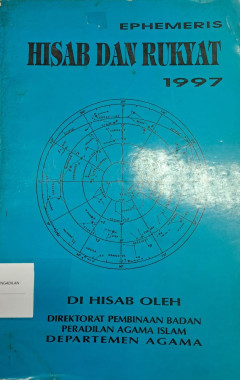 EPHEMERIS
HISAB DAN RUKYAT
1997
DI HISAB OLEH
DIREKTORAT PEMBINAAN BADAN
PERADILAN AGAMA ISLAM
DEPARTEMEN AGAMA